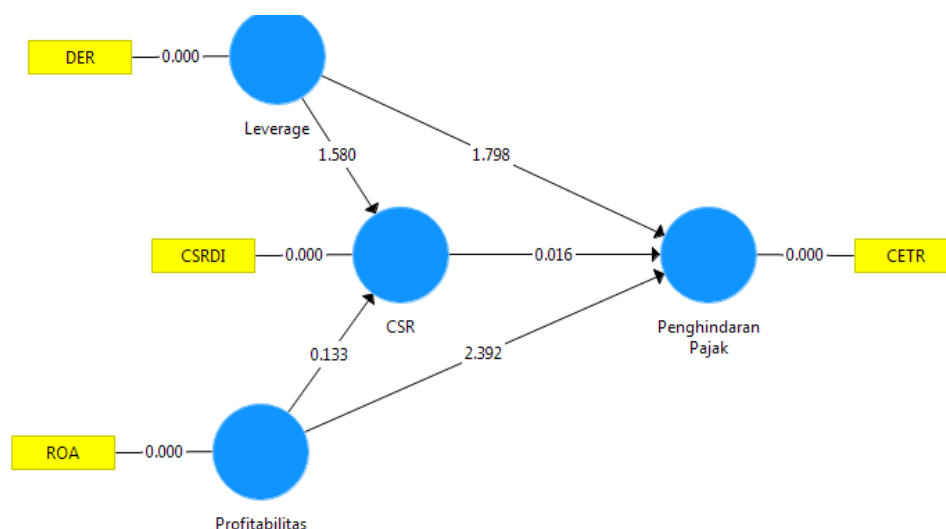 DER
0.000
Leverage
1.580
1.798
CSRDI
0.000
CSR
0.016
Penghindaran
Pajak
0.000
CETR
0.133
2.392
ROA
0.000
Profitabilitas